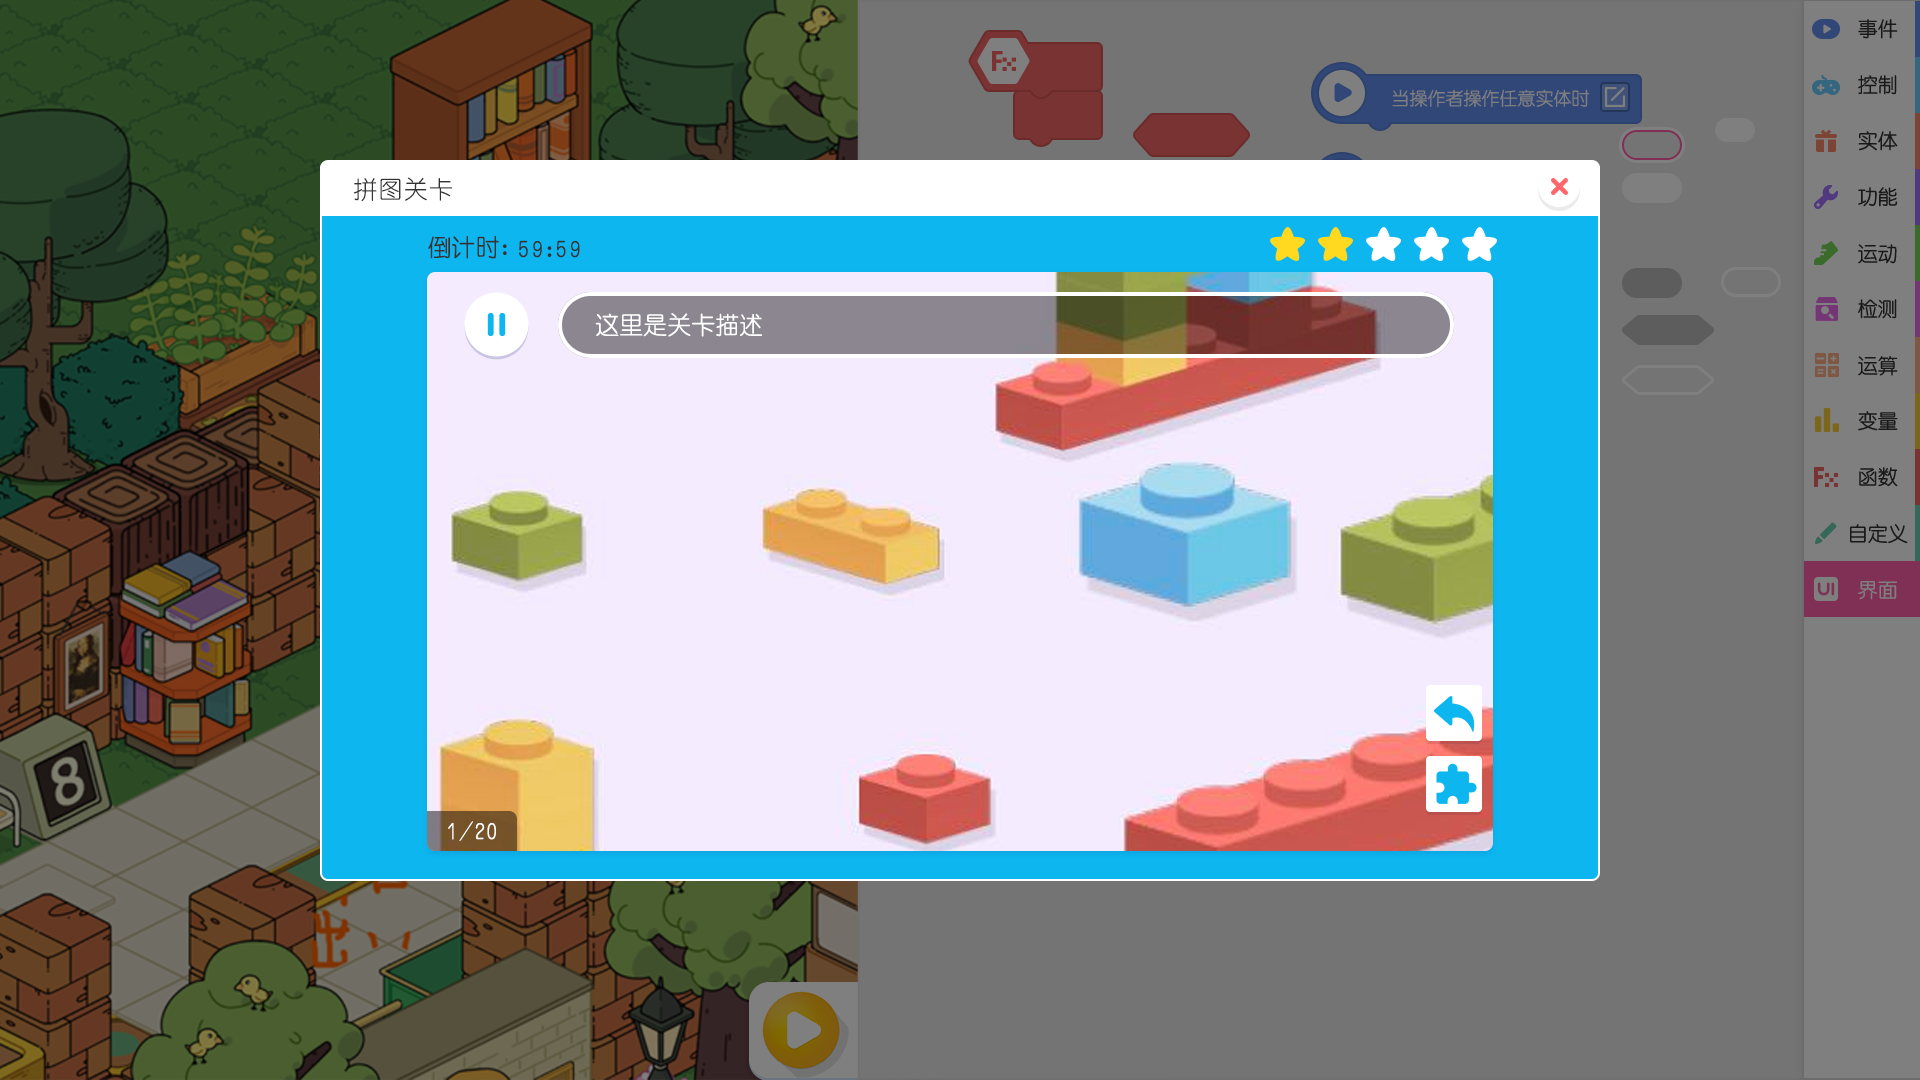 拼图关卡
倒计时: 59:59
这里是关卡描述
1/20
当操作者操作任意实体时
事件
控制
实体
功能
运动
检测
运算
变量
函数
自定义
UI 界面
8